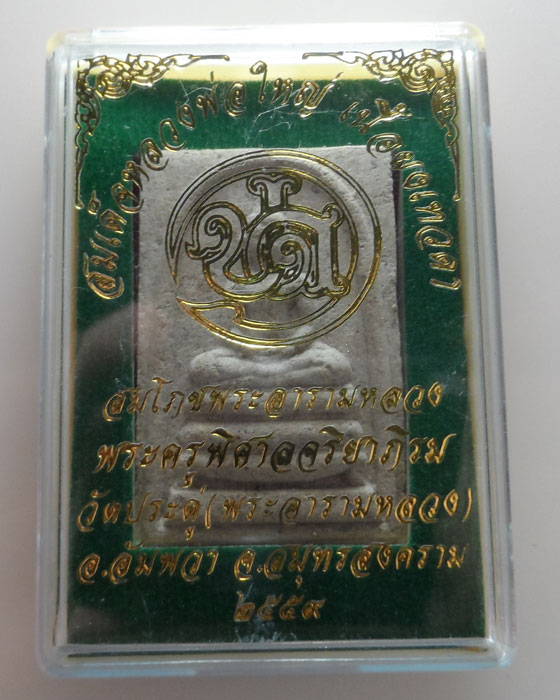 สมเด็จหลวงพ่อใหญ่ เนื้อผงเทวดา
สมโภชพระอารามหลวง
พระครูพิศาลจริยาภิรม
วัดประดู่(พระอารามหลวง)
อ.อัมพวา จ.สมุทรสงคราม
๒๕๕๙